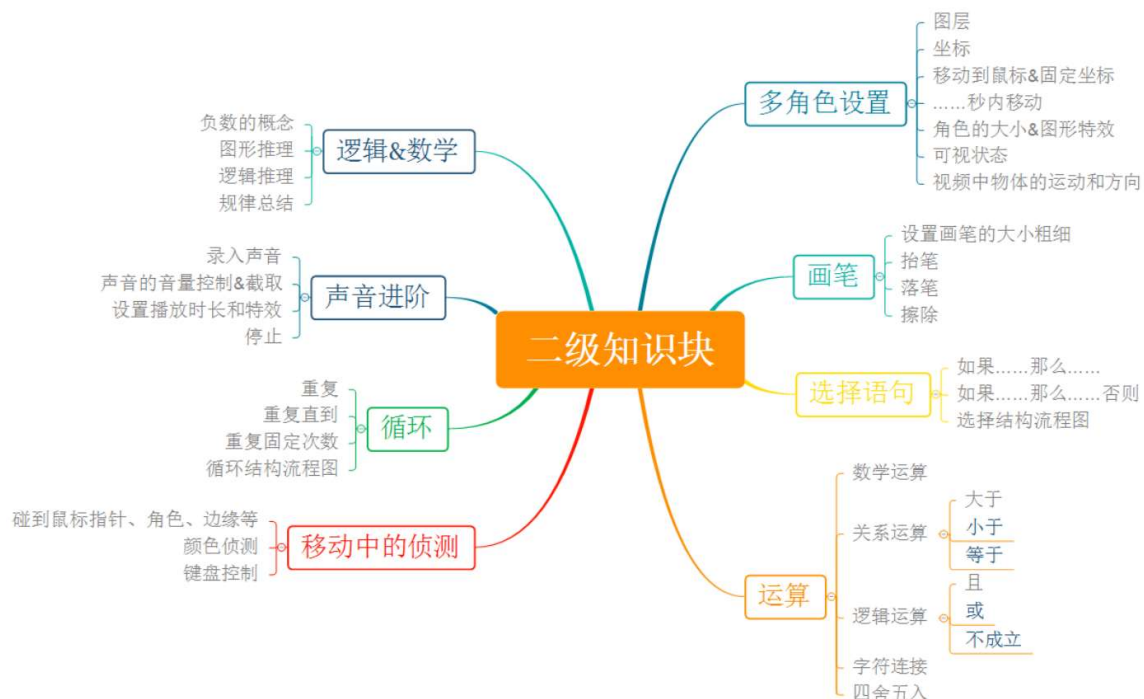 二级知识块
多角色设置
图层
坐标
移动到鼠标&固定坐标
……秒内移动
角色的大小&图形特效
可视状态
视频中物体的运动和方向
画笔
设置画笔的大小粗细
抬笔
落笔
擦除
选择语句
如果……那么……
如果……那么……否则
选择结构流程图
运算
数学运算
关系运算
大于
小于
等于
逻辑运算
且
或
不成立
字符连接
四舍五入
逻辑&数学
负数的概念
图形推理
逻辑推理
规律总结
声音进阶
录入声音
声音的音量控制&截取
设置播放时长和特效
停止
循环
重复
重复直到
重复固定次数
循环结构流程图
移动中的侦测
碰到鼠标指针、角色、边缘等
颜色侦测
键盘控制